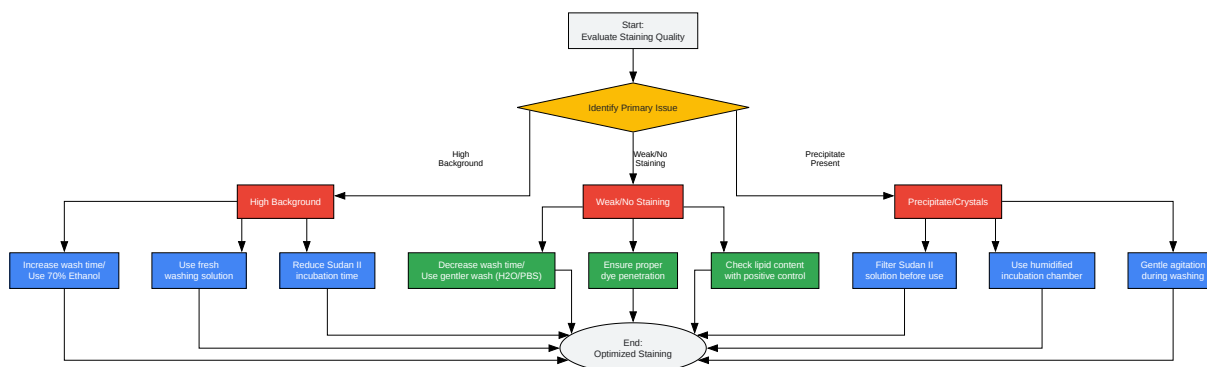 Start:
Evaluate Staining Quality
Identify Primary Issue
High
Background
Weak/No
Staining
Precipitate
Present
High Background
Weak/No Staining
Precipitate/Crystals
Increase wash time/
Use 70% Ethanol
Use fresh
washing solution
Reduce Sudan II
incubation time
Decrease wash time/
Use gentler wash (H2O/PBS)
Ensure proper
dye penetration
Check lipid content
with positive control
Filter Sudan II
solution before use
Use humidified
incubation chamber
Gentle agitation
during washing
End:
Optimized Staining